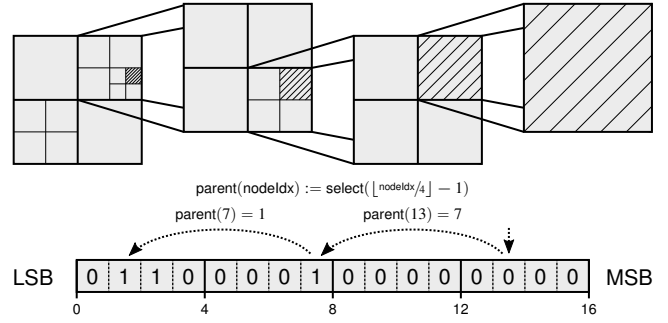 parent(nodeIdx) := select(⌊nodeIdx/4⌋ − 1)
parent(7) = 1 parent(13) = 7
LSB 0 1 1 0 0 0 0 1 0 0 0 0 0 0 0 0 MSB
0 4 8 12 16